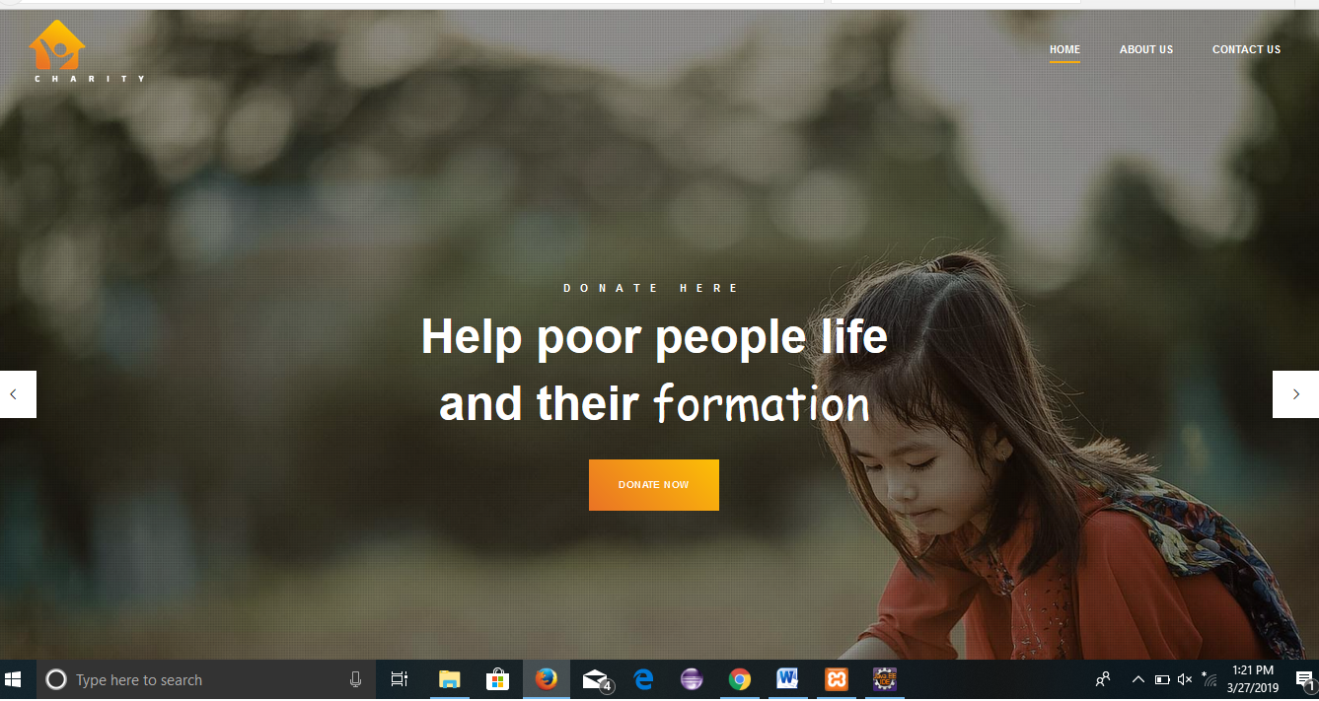 CHARITY
HOME
ABOUT US
CONTACT US
DONATE HERE
Help poor people life
and their formation
DONATE NOW
Type here to search
4
W
1:21 PM
3/27/2019
1